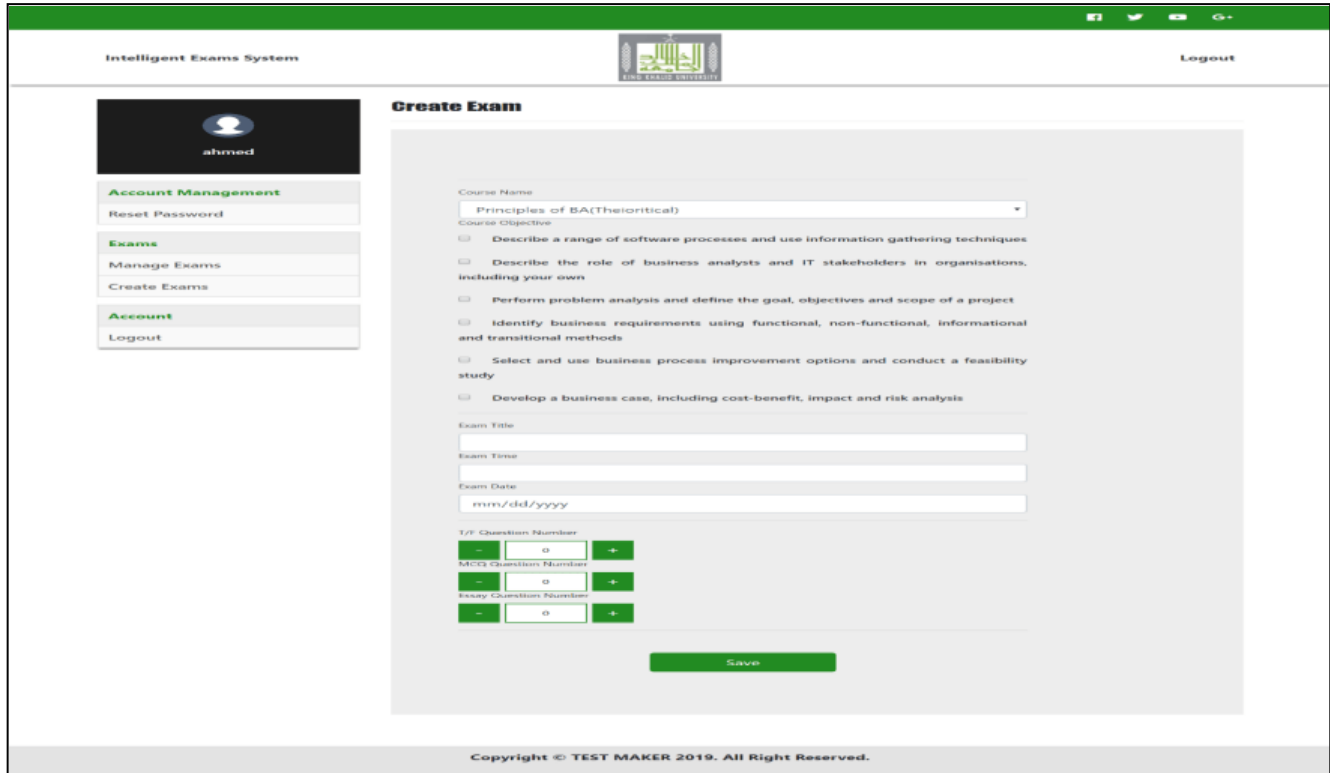 Intelligent Exams System
KING KHALID UNIVERSITY
Logout
ahmed
Account Management
Reset Password
Exams
Manage Exams
Create Exams
Account
Logout
Create Exam
Course Name
Principles of BA(Theioritical)
Course Objective
Describe a range of software processes and use information gathering techniques
Describe the role of business analysts and IT stakeholders in organisations,
including your own
Perform problem analysis and define the goal, objectives and scope of a project
Identify business requirements using functional, non-functional, informational
and transitional methods
Select and use business process improvement options and conduct a feasibility
study
Develop a business case, including cost-benefit, impact and risk analysis
Exam Title
Exam Time
Exam Date
mm/dd/yyyy
T/F Question Number
- 0 +
MCQ Question Number
- 0 +
Essay Question Number
- 0 +
Save
Copyright © TEST MAKER 2019. All Right Reserved.